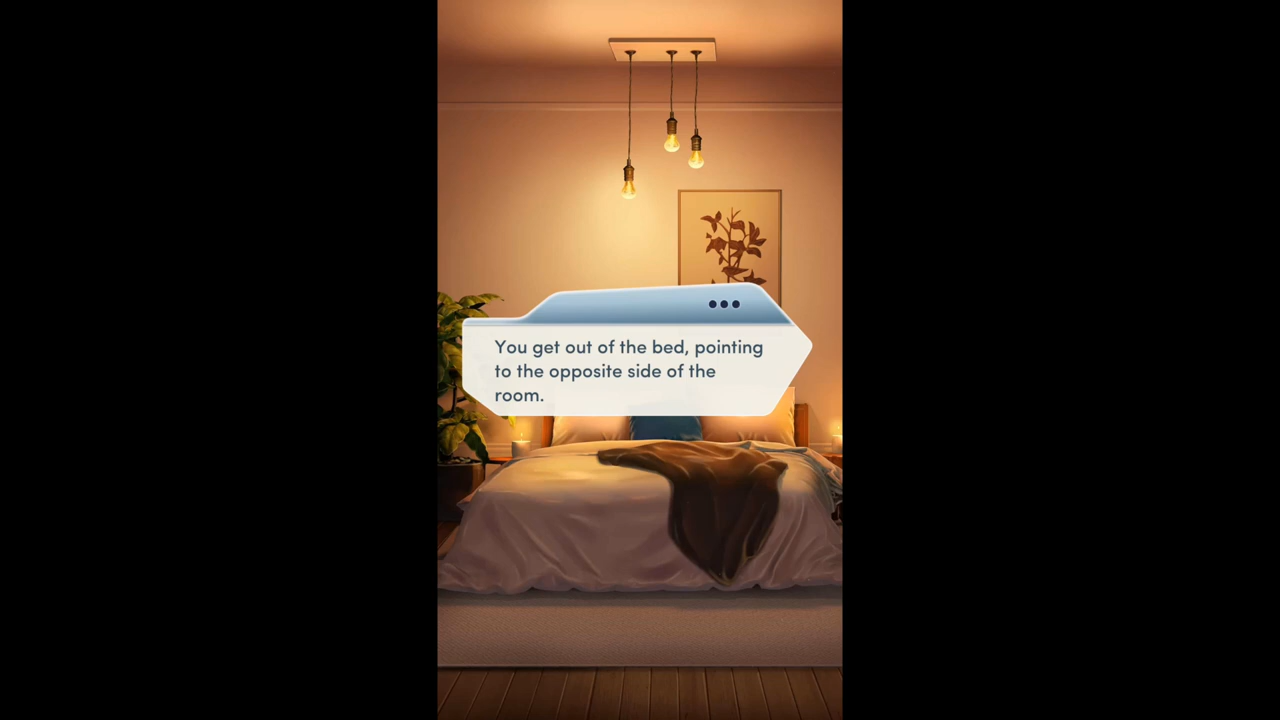 You get out of the bed, pointing
to the opposite side of the
room.